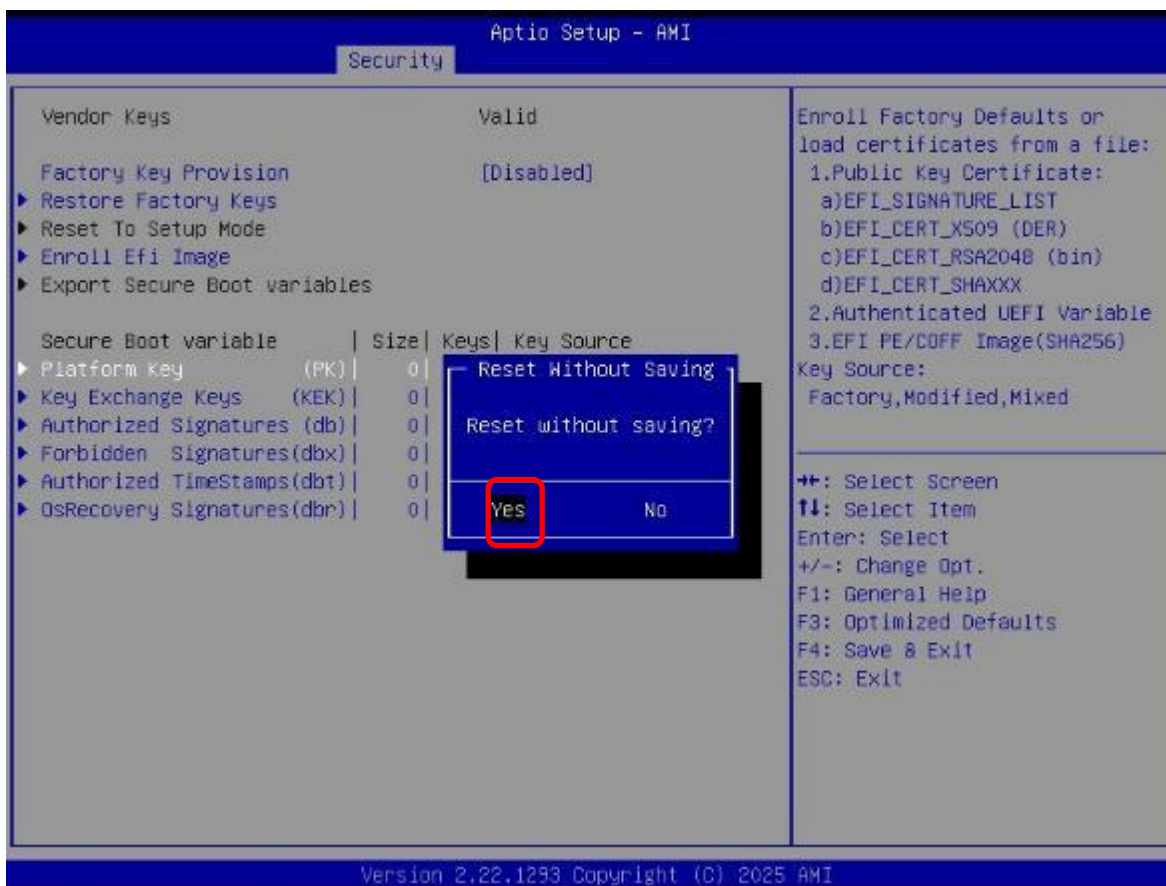 Aptio Setup - AMI
Security
Vendor Keys Valid
Factory Key Provision [Disabled]
Restore Factory Keys
Reset To Setup Mode
Enroll Efi Image
Export Secure Boot variables
Secure Boot variable | Size| Keys| Key Source
Platform Key (PK)| 0|
Key Exchange Keys (KEK)| 0|
Authorized Signatures (db)| 0|
Forbidden Signatures(dbx)| 0|
Authorized TimeStamps(dbt)| 0|
OsRecovery Signatures(dbr)| 0|
Reset Without Saving
Reset without saving?
Yes No
Enroll Factory Defaults or
load certificates from a file:
1.Public Key Certificate:
a)EFI_SIGNATURE_LIST
b)EFI_CERT_X509 (DER)
c)EFI_CERT_RSA2048 (bin)
d)EFI_CERT_SHAXXX
2.Authenticated UEFI Variable
3.EFI PE/COFF Image(SHA256)
Key Source:
Factory,Modified,Mixed
→←: Select Screen
↑↓: Select Item
Enter: Select
+/-: Change Opt.
F1: General Help
F3: Optimized Defaults
F4: Save & Exit
ESC: Exit
Version 2.22.1293 Copyright (C) 2025 AMI